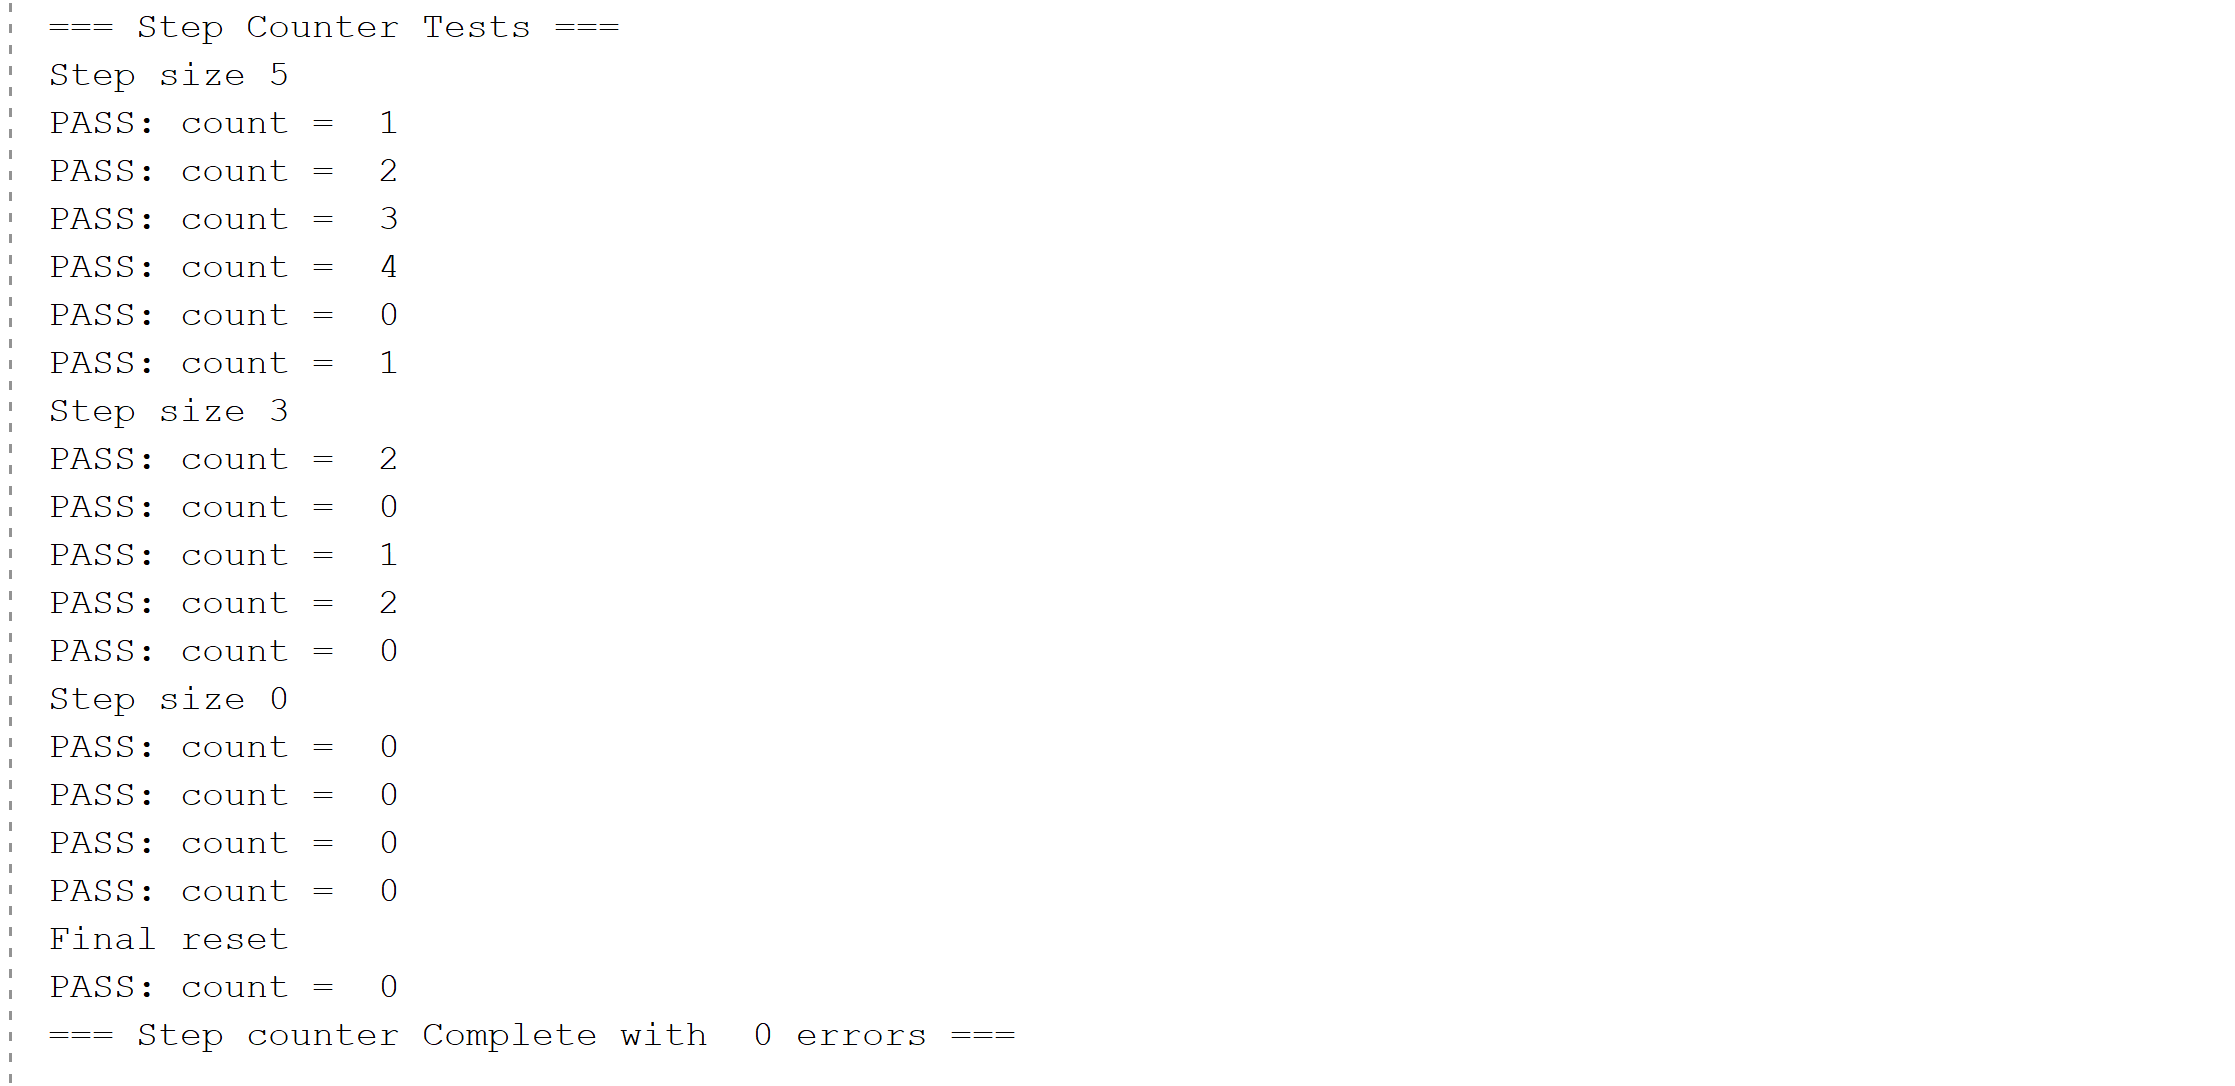 === Step Counter Tests ===
Step size 5
PASS: count =  1
PASS: count =  2
PASS: count =  3
PASS: count =  4
PASS: count =  0
PASS: count =  1
Step size 3
PASS: count =  2
PASS: count =  0
PASS: count =  1
PASS: count =  2
PASS: count =  0
Step size 0
PASS: count =  0
PASS: count =  0
PASS: count =  0
PASS: count =  0
Final reset
PASS: count =  0
=== Step counter Complete with  0 errors ===